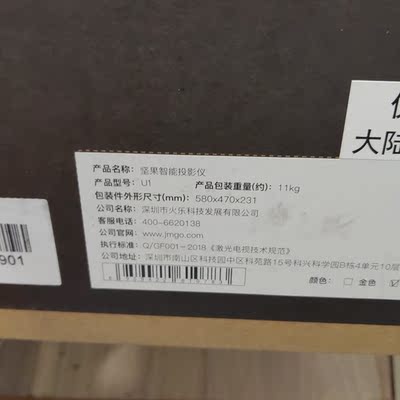 仅
大陆
产品名称: 坚果智能投影仪
产品型号: U1 产品包装重量(约): 11kg
包装件外形尺寸(mm): 580x470x231
公司名称: 深圳市火乐科技发展有限公司
客服电话: 400-6620138
公司官网: www.jmgo.com
执行标准: Q/GF001-2018《激光电视技术规范》
地址: 深圳市南山区科技园中区科苑路15号科兴科学园B栋4单元10层
颜色: 金色
901